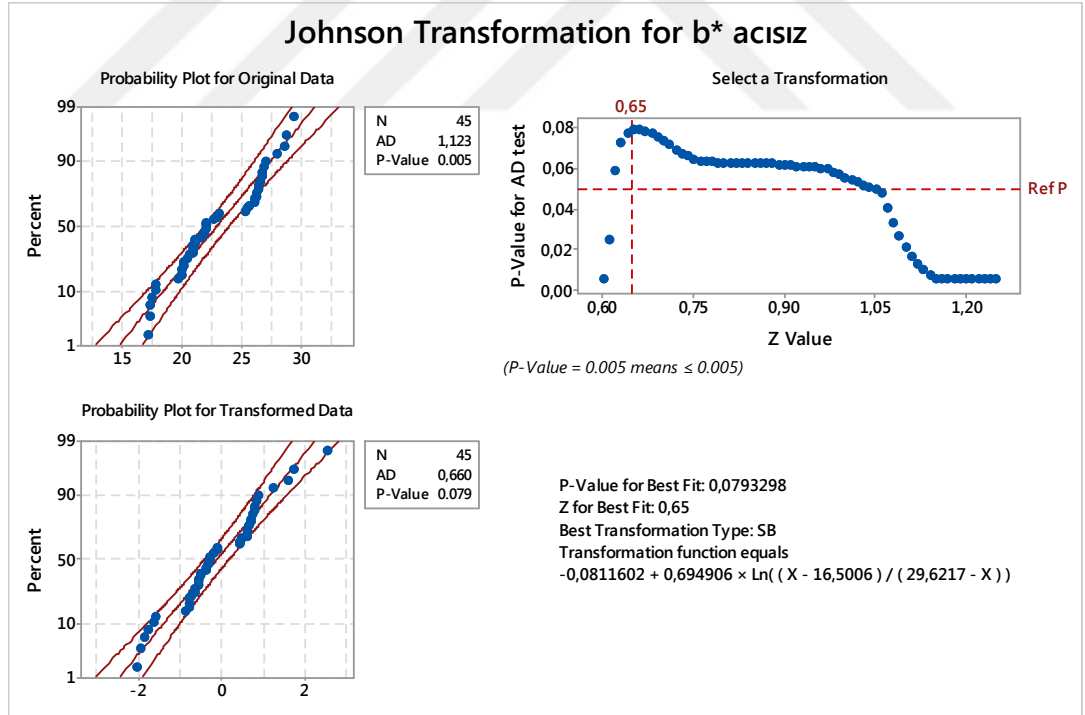 Johnson Transformation for b* acısız
Probability Plot for Original Data
Percent
99
90
50
10
1
15 20 25 30
N 45
AD 1,123
P-Value 0.005
Select a Transformation
0,65
P-Value for AD test
0,08
0,06
0,04
0,02
0,00
Ref P
0,60 0,75 0,90 1,05 1,20
Z Value
(P-Value = 0.005 means ≤ 0.005)
Probability Plot for Transformed Data
Percent
99
90
50
10
1
-2 0 2
N 45
AD 0,660
P-Value 0.079
P-Value for Best Fit: 0,0793298
Z for Best Fit: 0,65
Best Transformation Type: SB
Transformation function equals
-0,0811602 + 0,694906 × Ln( ( X - 16,5006 ) / ( 29,6217 - X ) )